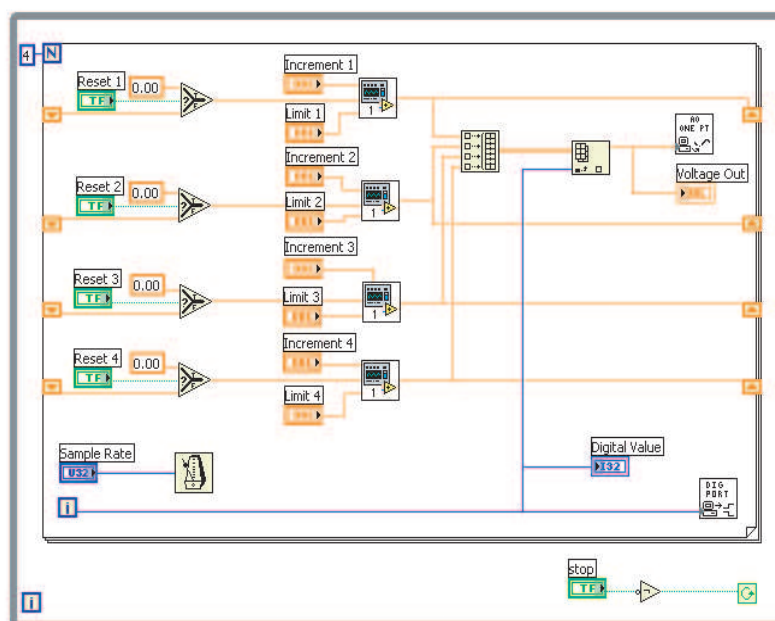 4 N
Reset 1
0.00
TF
Increment 1
Limit 1
1
Reset 2
0.00
TF
Increment 2
Limit 2
1
Reset 3
0.00
TF
Increment 3
Limit 3
1
Reset 4
0.00
TF
Increment 4
Limit 4
1
AO
ONE PT
Voltage Out
Sample Rate
U32
Digital Value
I32
i
DIG
PORT
stop
TF
i